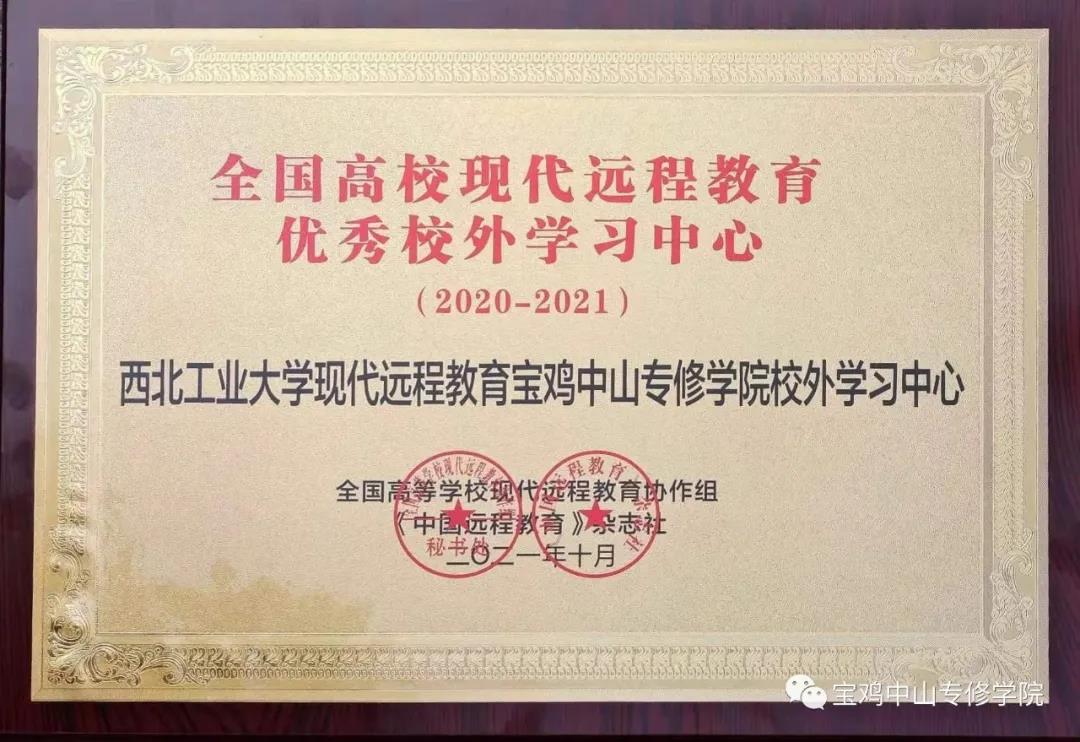 全国高校现代远程教育
优秀校外学习中心
（2020-2021）
西北工业大学现代远程教育宝鸡中山专修学院校外学习中心
全国高等学校现代远程教育协作组
《中国远程教育》杂志社
二〇二一年十月
秘书处
宝鸡中山专修学院